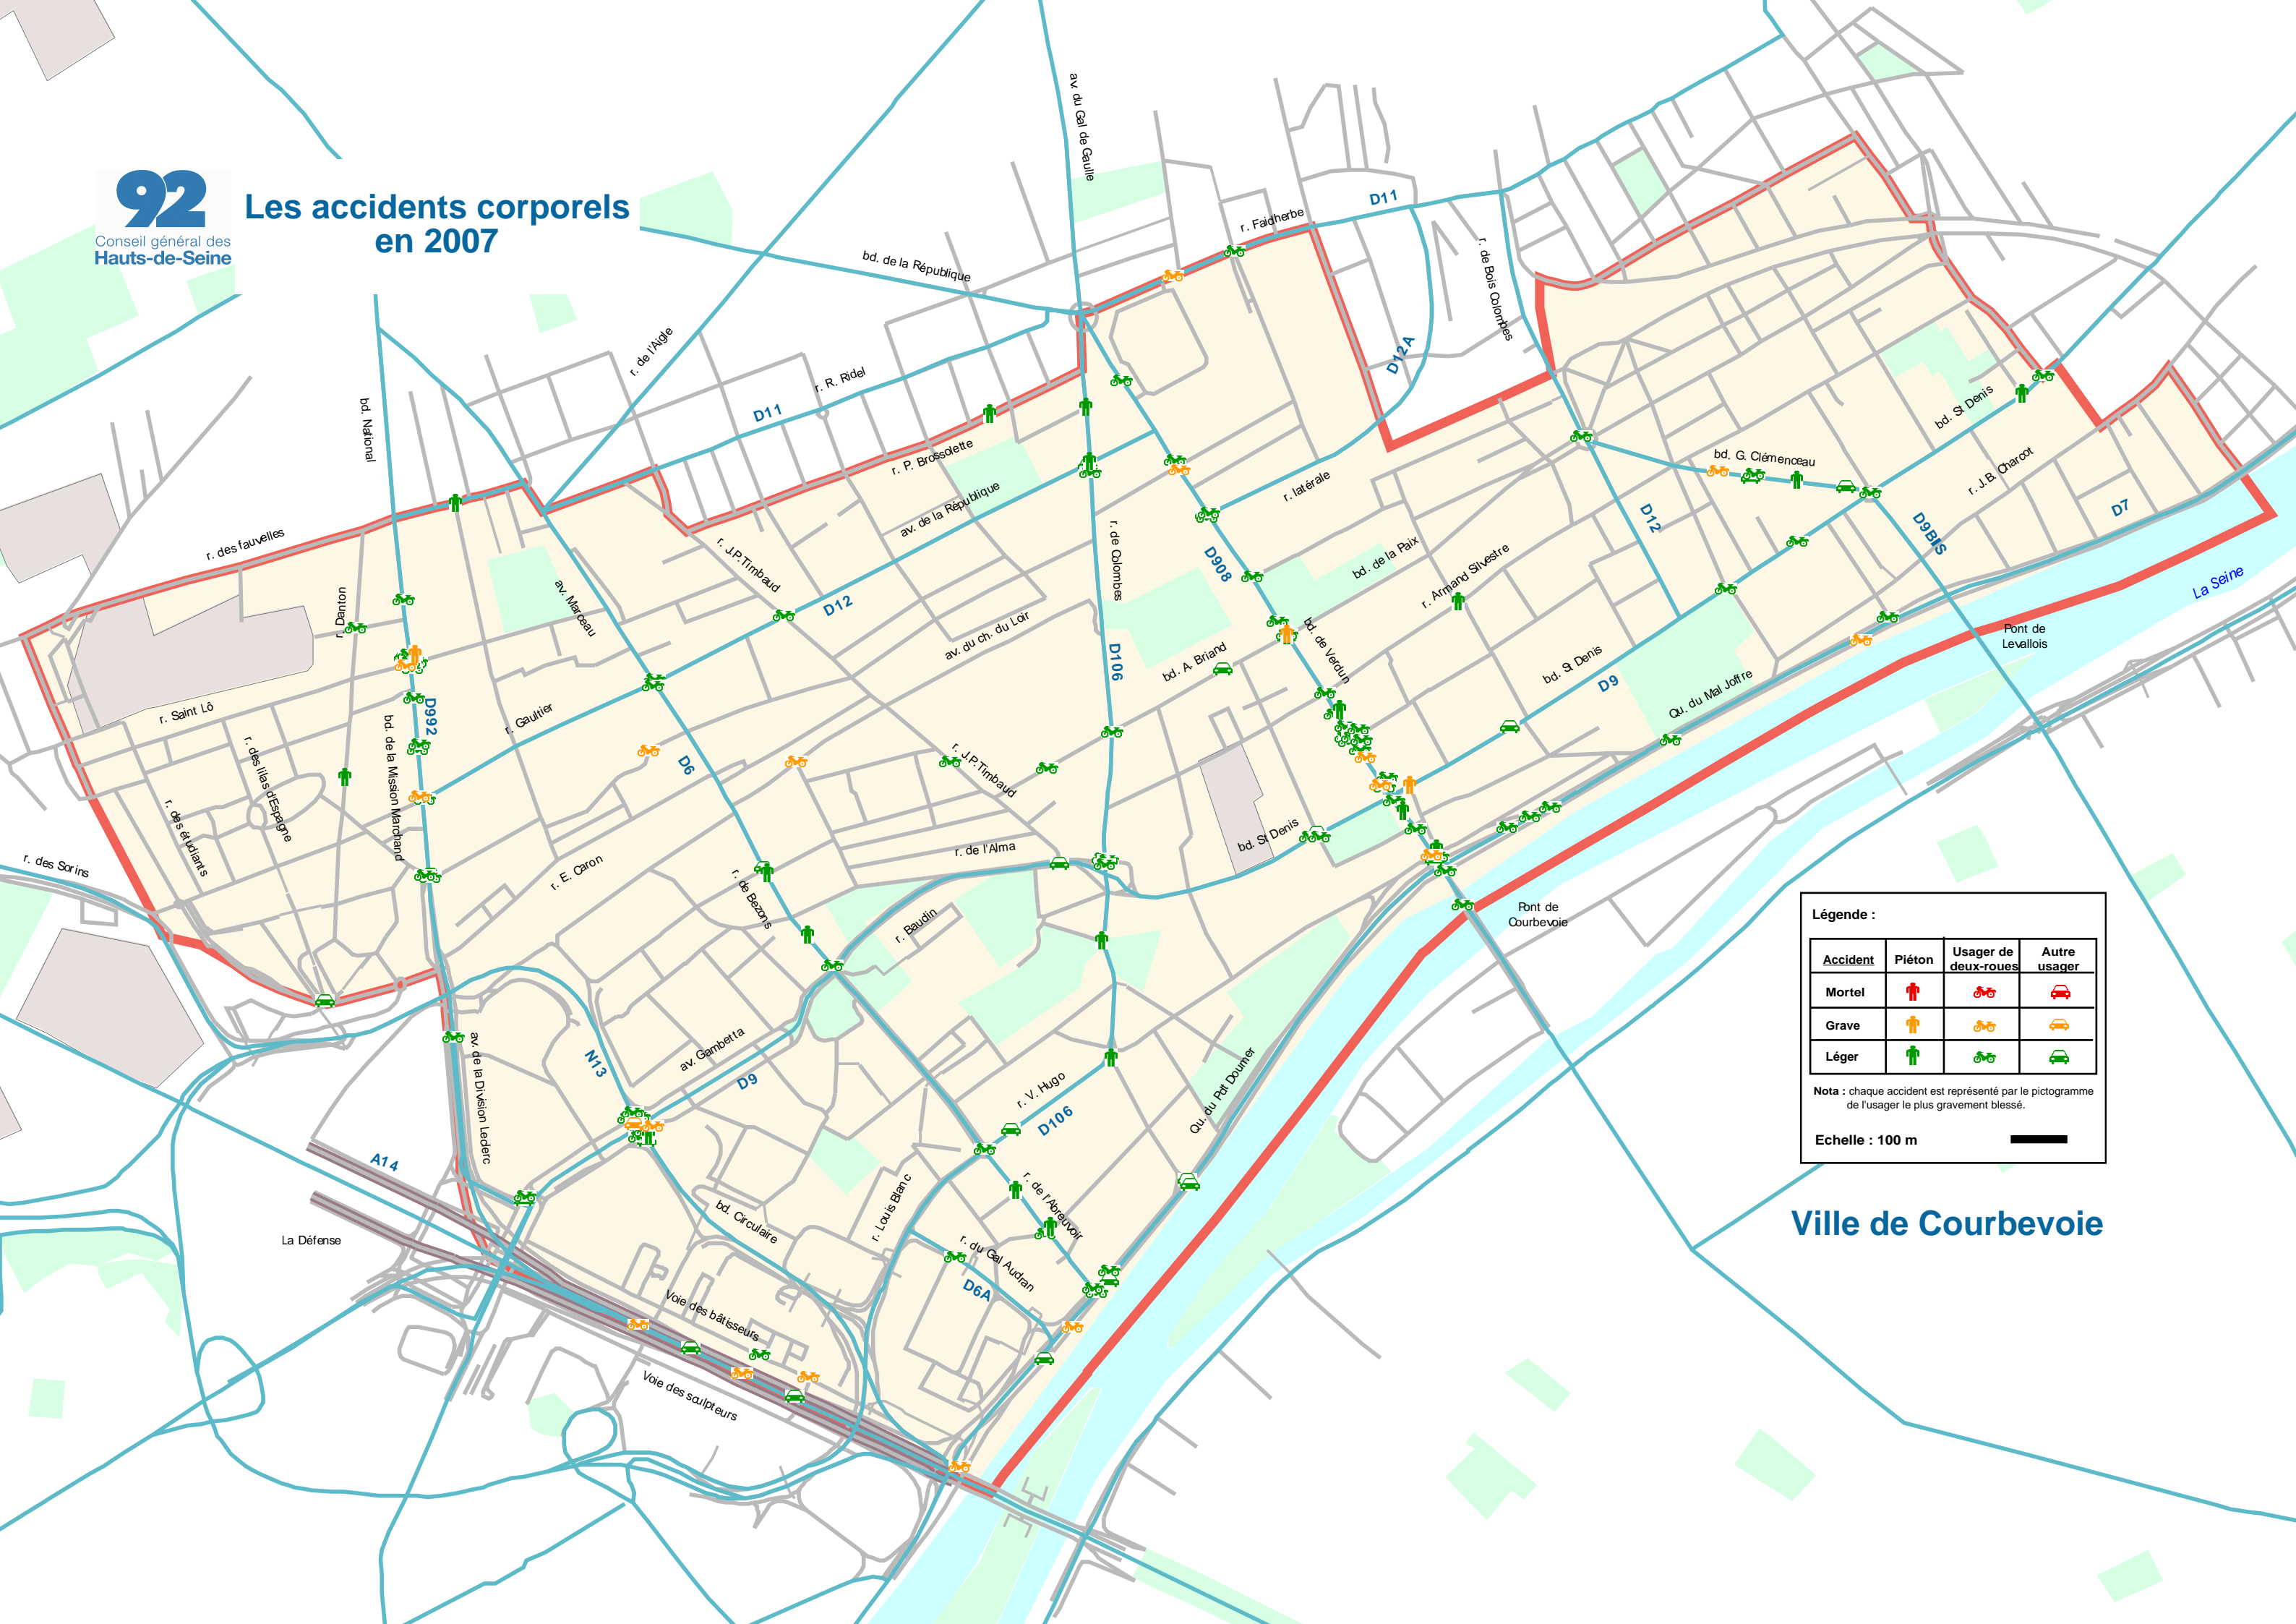 92
Conseil général des
Hauts-de-Seine
Les accidents corporels
en 2007
av. du Gal de Gaulle
bd. de la République
r. Faidherbe
D11
r. de Bois Colombes
D12A
r. de l'Aigle
r. R. Ridel
D11
bd. National
r. P. Brossolette
av. de la République
r. des fauvelles
r. Danton
av. Marceau
r. J.P.Timbaud
D12
r. de Colombes
D106
av. du ch. du Loir
r. latérale
D908
bd. de la Paix
r. Armand Silvestre
bd. A. Briand
bd. de Verdun
D12
bd. G. Clémenceau
bd. St Denis
r. J.B. Charcot
D9BIS
D7
La Seine
Pont de
Levallois
bd. St Denis
D9
Qu. du Mal Joffre
r. Saint Lô
r. des lilas d'Espagne
r. des étudiants
bd. de la Mission Marchand
D992
r. Gaultier
D6
r. J.P.Timbaud
r. des Sorins
r. E. Caron
r. de Bezons
r. de l'Alma
r. Baudin
bd. St Denis
Pont de
Courbevoie
av. de la Division Leclerc
N13
av. Gambetta
D9
r. V. Hugo
D106
Qu. du Pdt Doumer
A14
La Défense
bd. Circulaire
r. Louis Blanc
r. de l'Abreuvoir
r. du Gal Audran
D6A
Voie des bâtisseurs
Voie des sculpteurs
Légende :
Accident Piéton Usager de deux-roues Autre usager
Mortel
Grave
Léger
Nota : chaque accident est représenté par le pictogramme
de l'usager le plus gravement blessé.
Echelle : 100 m
Ville de Courbevoie